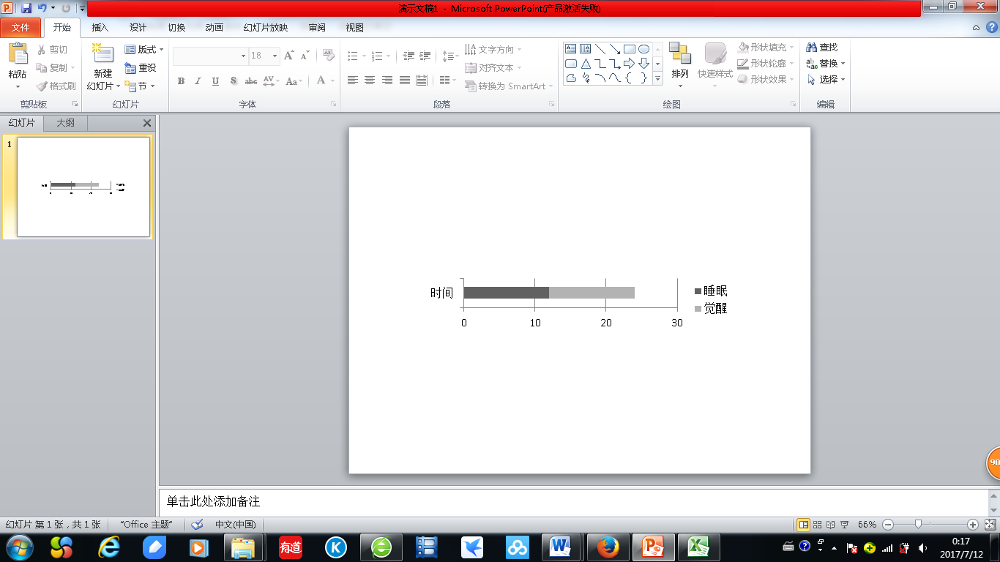 演示文稿1 - Microsoft PowerPoint(产品激活失败)
文件 开始 插入 设计 切换 动画 幻灯片放映 审阅 视图
粘贴 剪切 复制 格式刷
新建幻灯片 版式 重设 节
18
B I U S abc AV Aa A
文字方向 对齐文本 转换为 SmartArt
排列 快速样式 形状填充 形状轮廓 形状效果
查找 替换 选择
剪贴板 幻灯片 字体 段落 绘图 编辑
幻灯片 大纲
1
时间
0 10 20 30
睡眠
觉醒
90
单击此处添加备注
幻灯片 第 1 张，共 1 张 "Office 主题" 中文(中国) 66%
有道 K W P X
0:17
2017/7/12